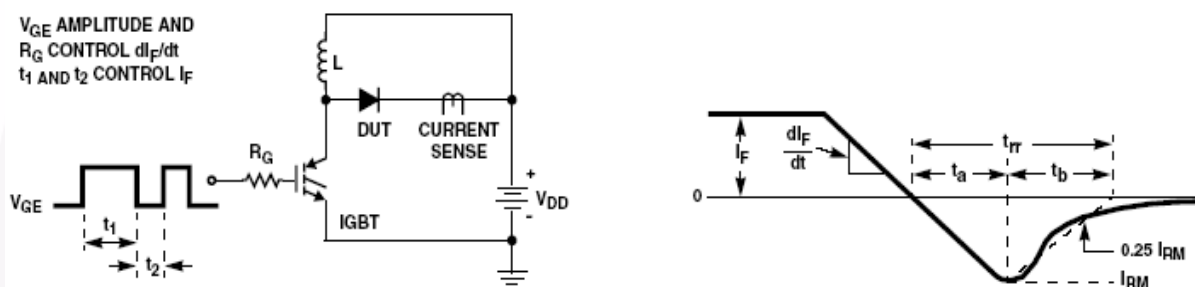 VGE AMPLITUDE AND
RG CONTROL dIF/dt
t1 AND t2 CONTROL IF
L
DUT
CURRENT
SENSE
RG
+
VDD
-
IGBT
VGE
t1
t2
IF
dIF
dt
trr
ta
tb
0
0.25 IRM
IRM